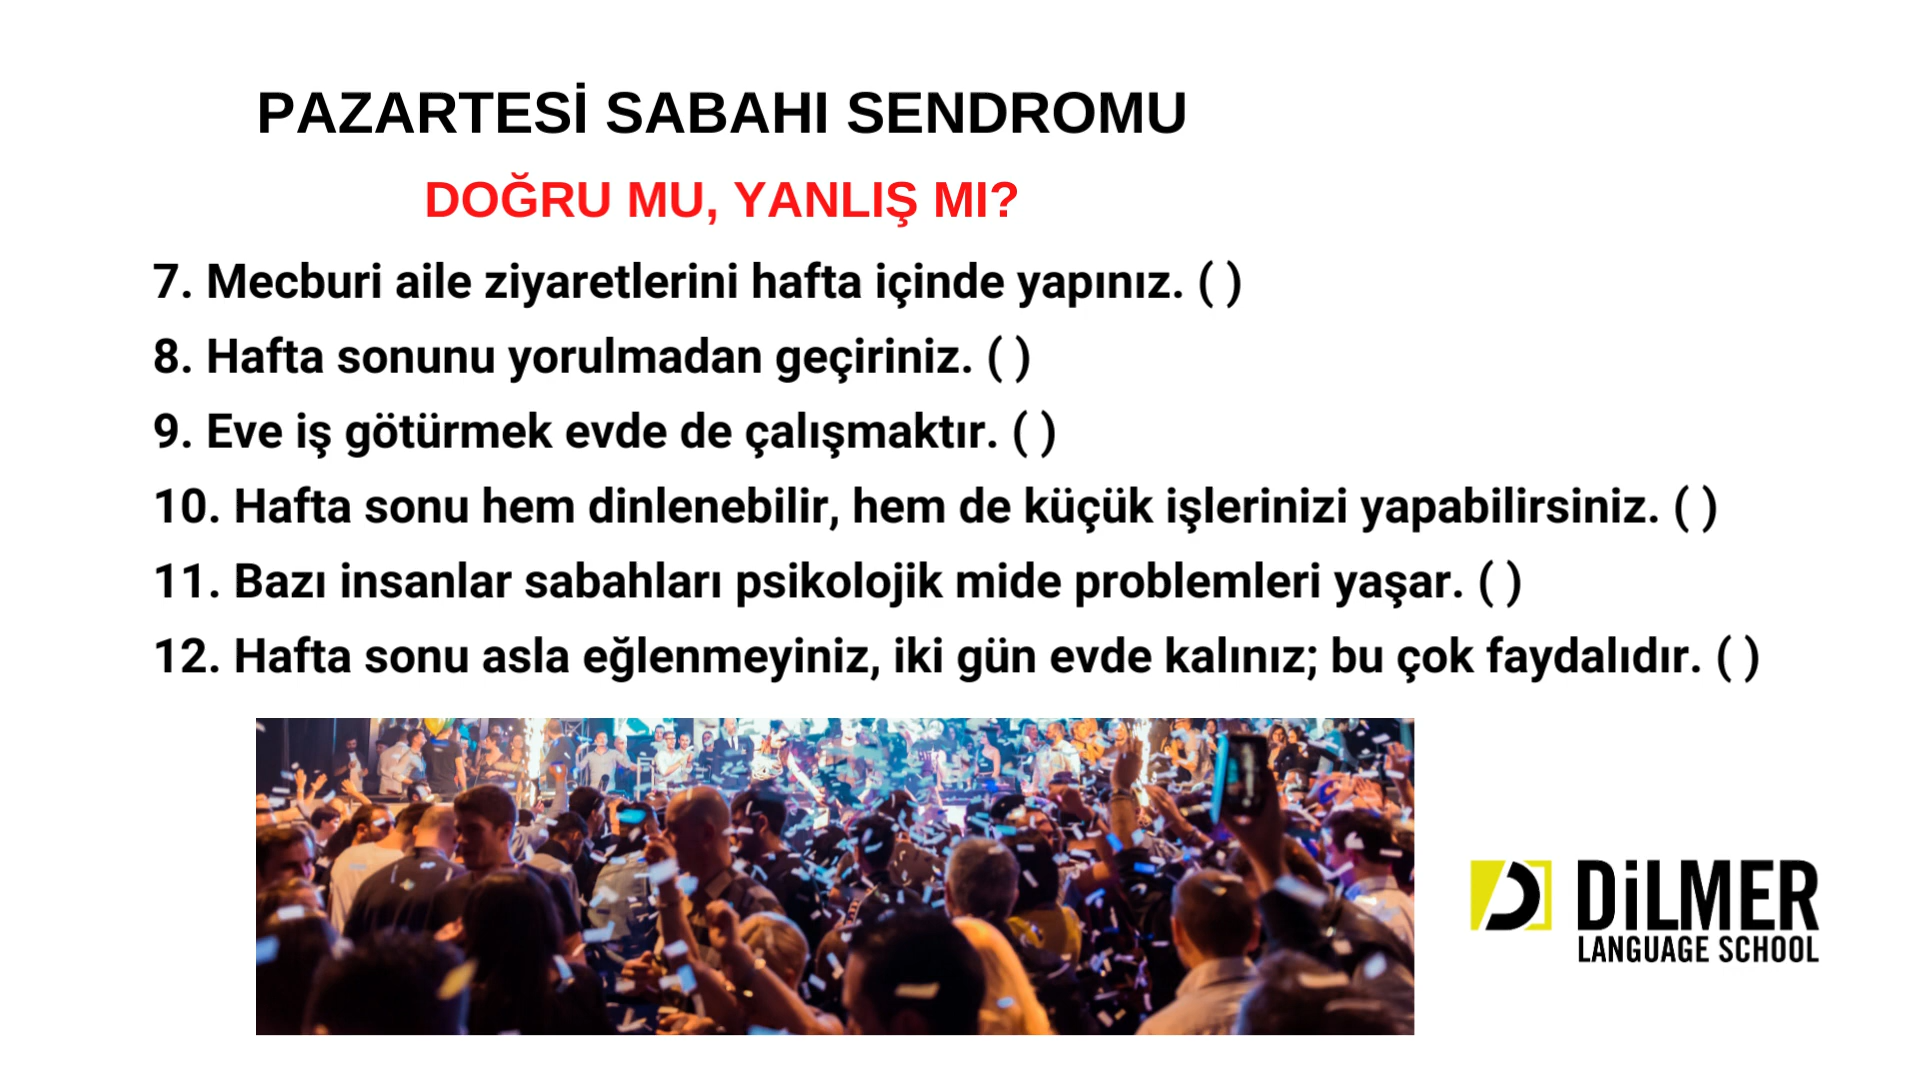 PAZARTESİ SABAHI SENDROMU
DOĞRU MU, YANLIŞ MI?
7. Mecburi aile ziyaretlerini hafta içinde yapınız. ( )
8. Hafta sonunu yorulmadan geçiriniz. ( )
9. Eve iş götürmek evde de çalışmaktır. ( )
10. Hafta sonu hem dinlenebilir, hem de küçük işlerinizi yapabilirsiniz. ( )
11. Bazı insanlar sabahları psikolojik mide problemleri yaşar. ( )
12. Hafta sonu asla eğlenmeyiniz, iki gün evde kalınız; bu çok faydalıdır. ( )
DiLMER
LANGUAGE SCHOOL